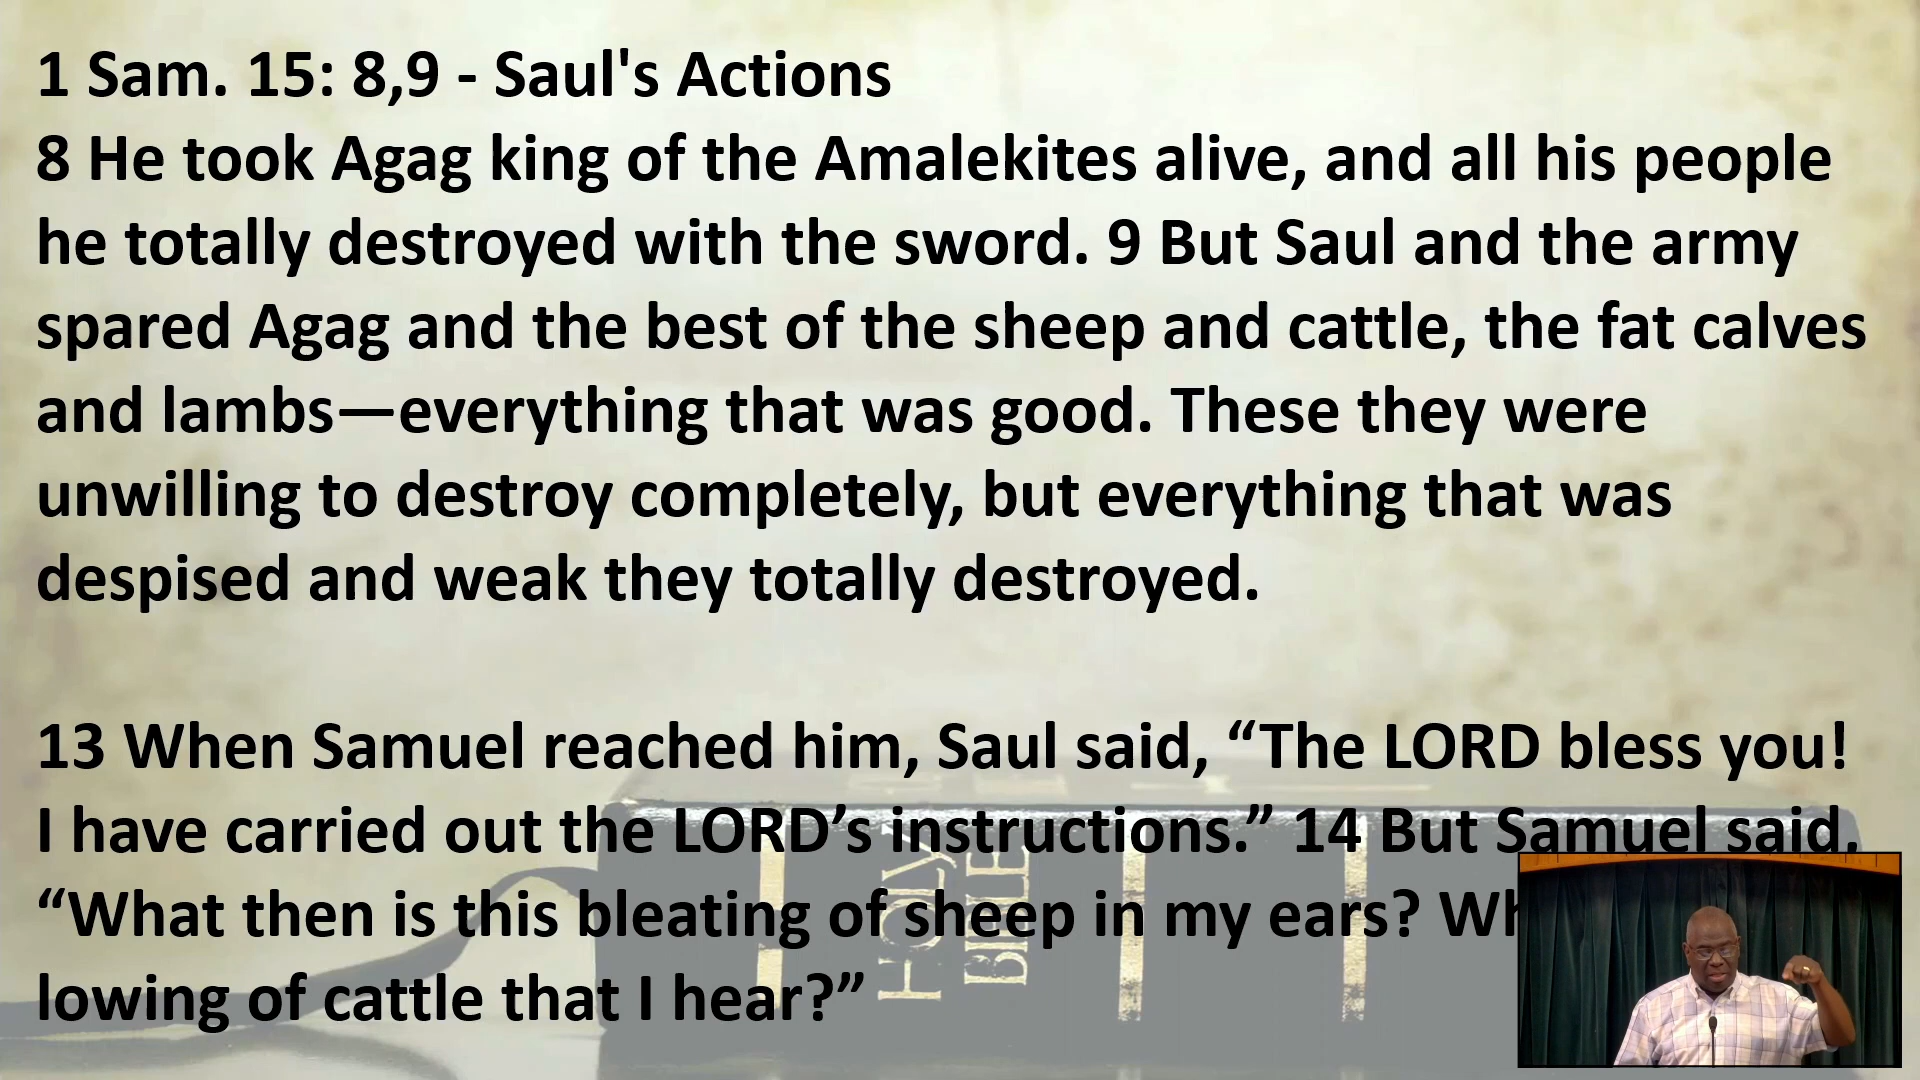 1 Sam. 15: 8,9 - Saul's Actions
8 He took Agag king of the Amalekites alive, and all his people
he totally destroyed with the sword. 9 But Saul and the army
spared Agag and the best of the sheep and cattle, the fat calves
and lambs—everything that was good. These they were
unwilling to destroy completely, but everything that was
despised and weak they totally destroyed.
13 When Samuel reached him, Saul said, “The LORD bless you!
I have carried out the LORD’s instructions.” 14 But Samuel said,
“What then is this bleating of sheep in my ears?
lowing of cattle that I hear?”
HOLY
BIBLE